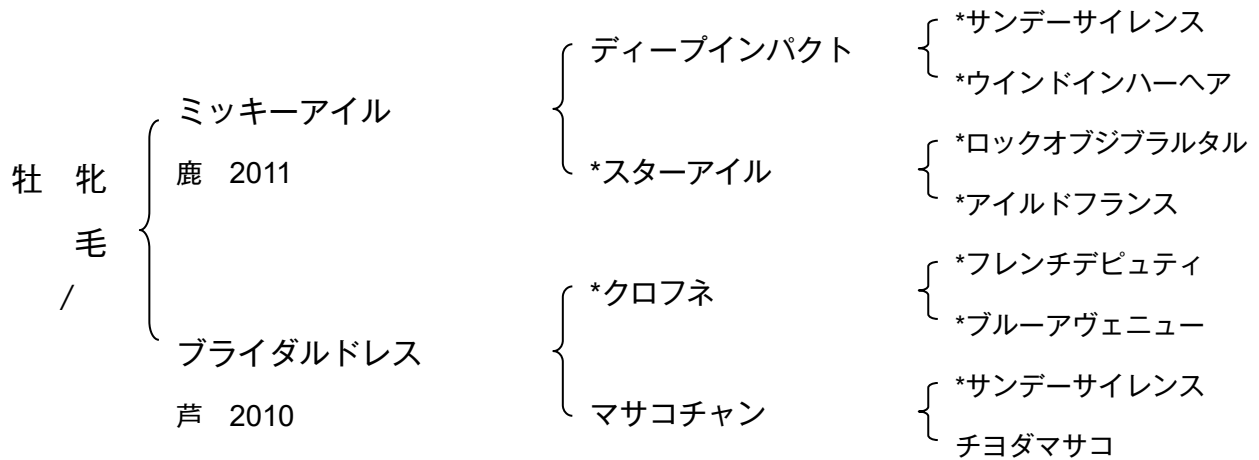 牡 牝
毛
/
ミッキーアイル
鹿 2011
ブライダルドレス
芦 2010
ディープインパクト
*スターアイル
*クロフネ
マサコチャン
*サンデーサイレンス
*ウインドインハーヘア
*ロックオブジブラルタル
*アイルドフランス
*フレンチデピュティ
*ブルーアヴェニュー
*サンデーサイレンス
チヨダマサコ